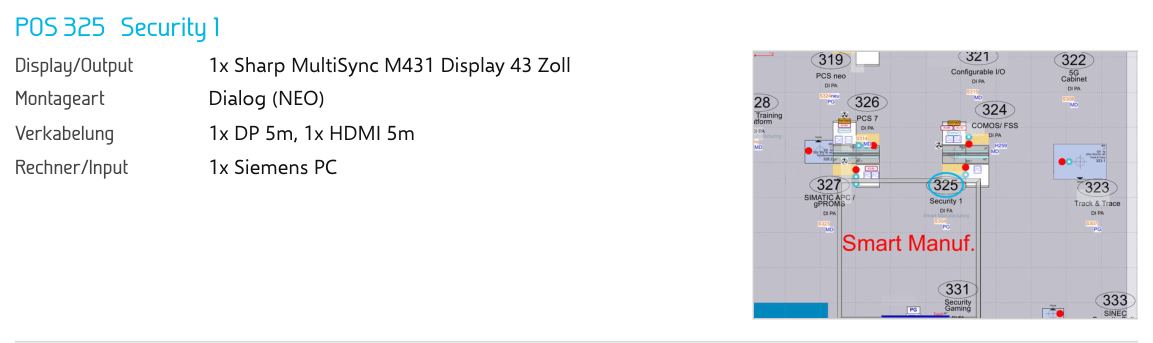 POS 325 Security 1
Display/Output 1x Sharp MultiSync M431 Display 43 Zoll
Montageart Dialog (NEO)
Verkabelung 1x DP 5m, 1x HDMI 5m
Rechner/Input 1x Siemens PC
319
PCS neo
DI PA
321
Configurable I/O
DI PA
322
5G
Cabinet
DI PA
28
Training
326
PCS 7
DI PA
324
COMOS/ FSS
DI PA
327
SIMATIC APC /
gPROMS
DI PA
325
Security 1
DI PA
323
Track & Trace
DI PA
Smart Manuf.
331
Security
Gaming
333
SINEC
PG